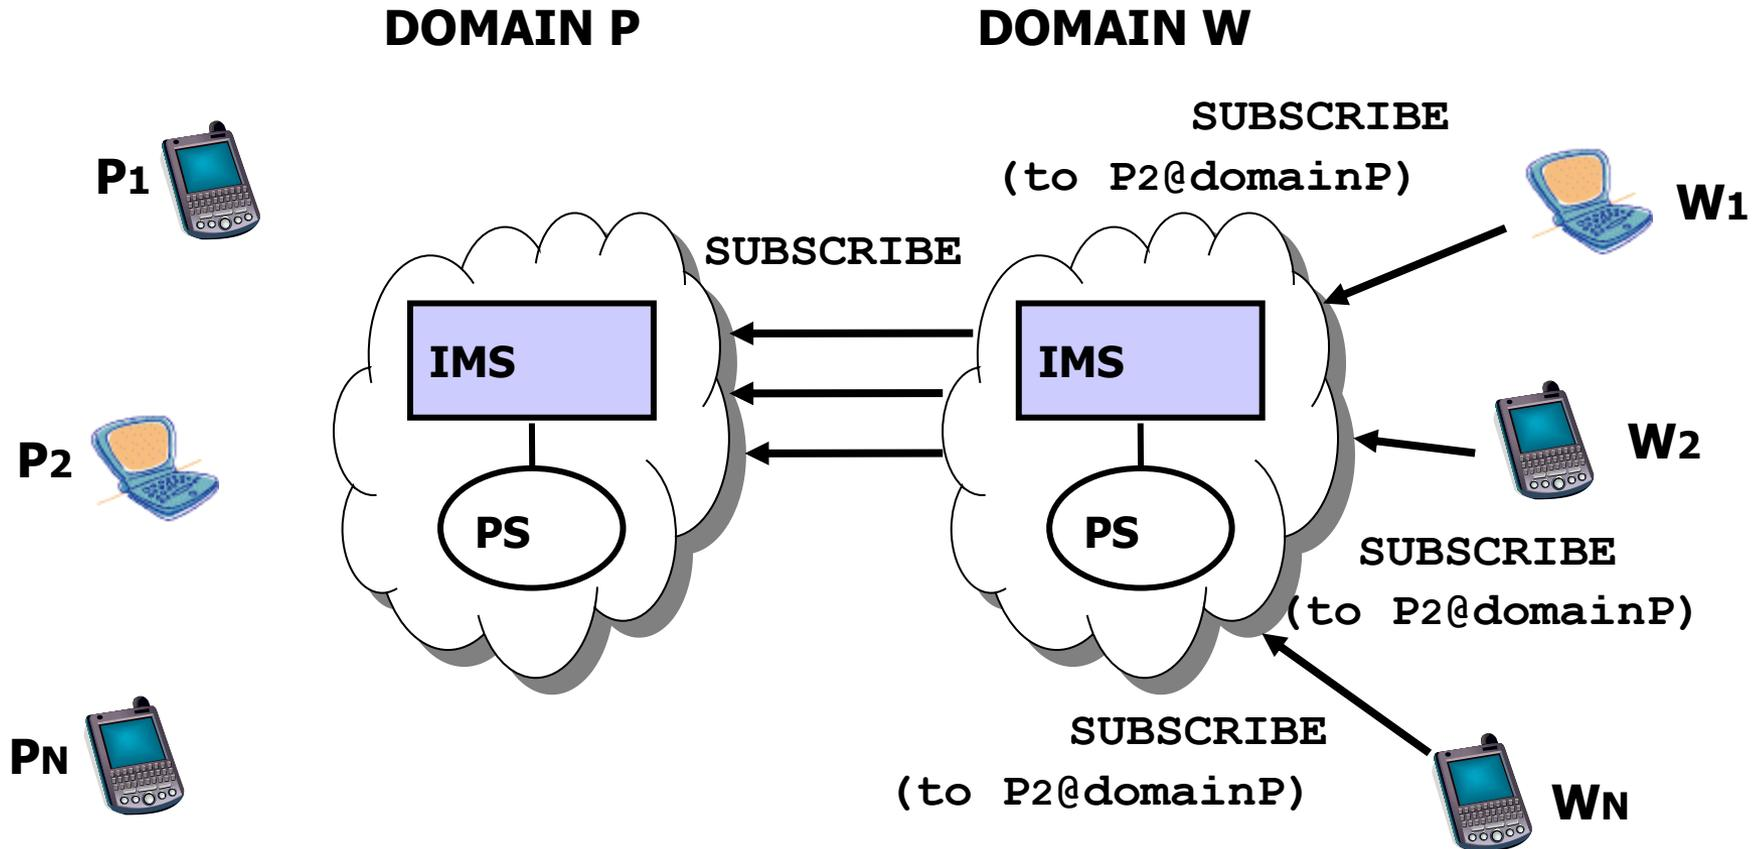 DOMAIN P
DOMAIN W
SUBSCRIBE
(to P2@domainP)
P1
W1
SUBSCRIBE
IMS
IMS
P2
W2
PS
PS
SUBSCRIBE
(to P2@domainP)
SUBSCRIBE
(to P2@domainP)
PN
WN